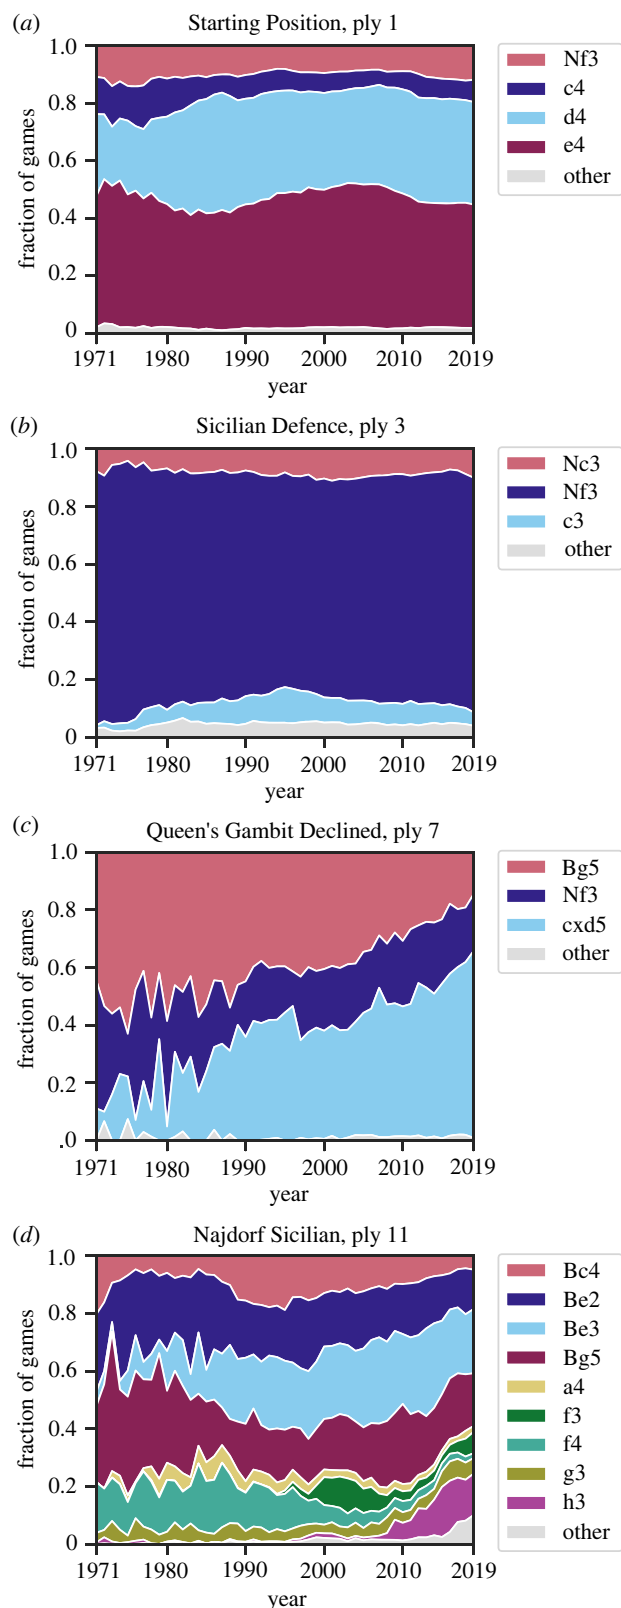 (a) Starting Position, ply 1
1.0
0.8
0.6
0.4
0.2
0
fraction of games
1971 1980 1990 2000 2010 2019
year
Nf3
c4
d4
e4
other
(b) Sicilian Defence, ply 3
1.0
0.8
0.6
0.4
0.2
0
fraction of games
1971 1980 1990 2000 2010 2019
year
Nc3
Nf3
c3
other
(c) Queen's Gambit Declined, ply 7
1.0
0.8
0.6
0.4
0.2
.0
fraction of games
1971 1980 1990 2000 2010 2019
year
Bg5
Nf3
cxd5
other
(d) Najdorf Sicilian, ply 11
1.0
0.8
0.6
0.4
0.2
0
fraction of games
1971 1980 1990 2000 2010 2019
year
Bc4
Be2
Be3
Bg5
a4
f3
f4
g3
h3
other